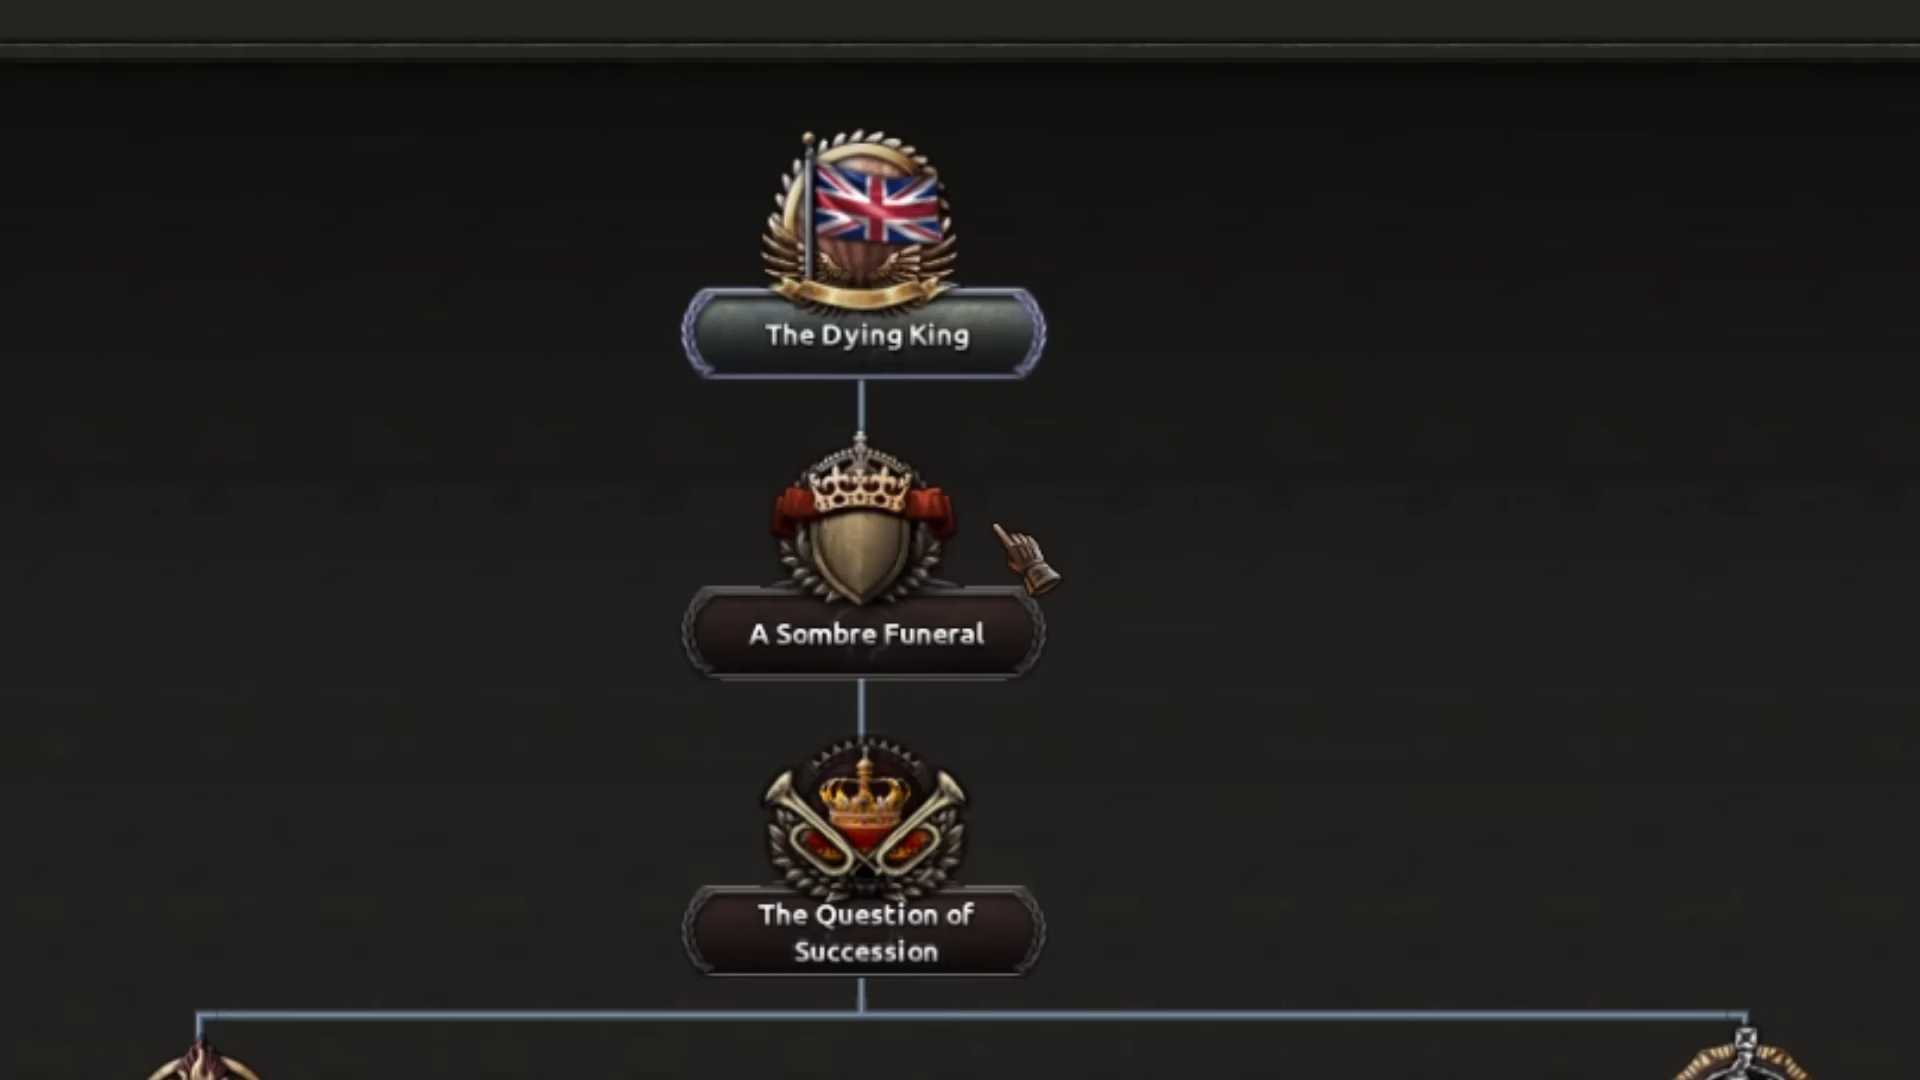 The Dying King
A Sombre Funeral
The Question of
Succession